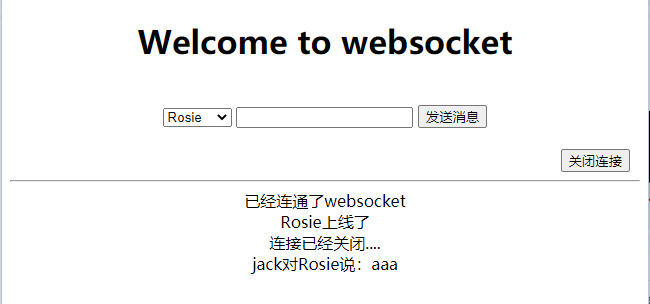 Welcome to websocket
Rosie 发送消息
关闭连接
已经连通了websocket
Rosie上线了
连接已经关闭....
jack对Rosie说：aaa